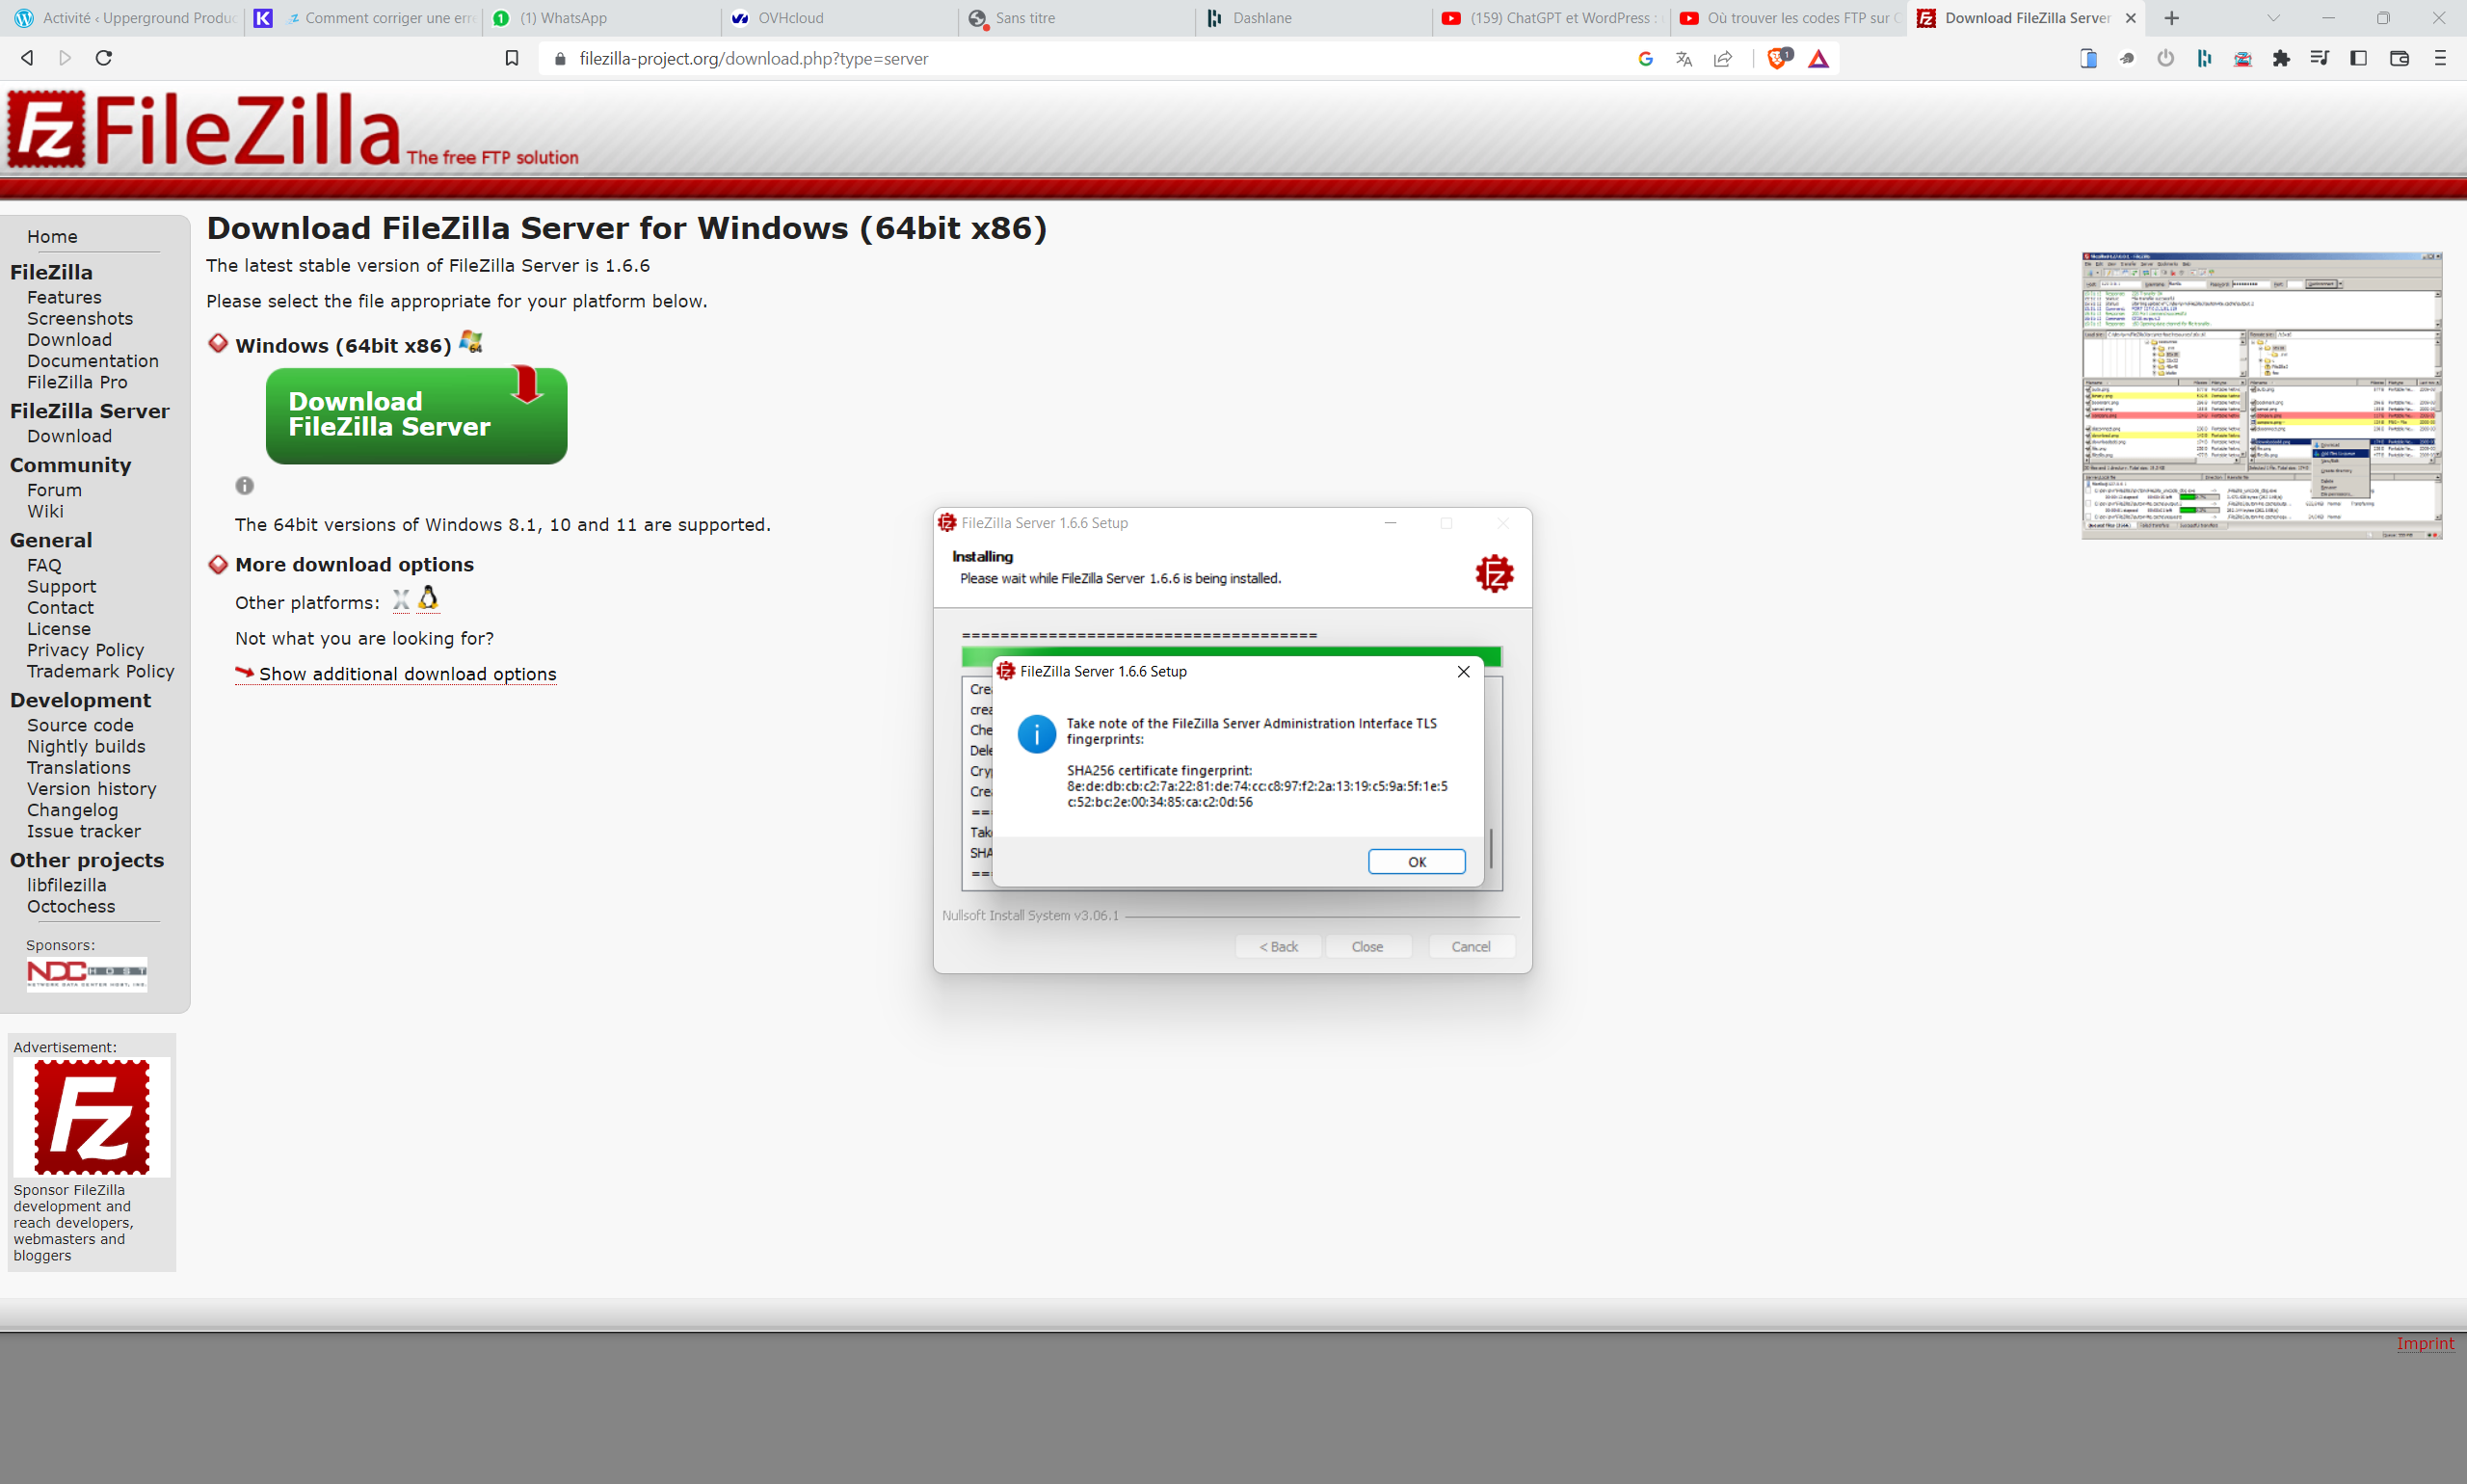 Activité ‹ Upperground Produc
Comment corriger une erre
(1) WhatsApp
OVHcloud
Sans titre
Dashlane
(159) ChatGPT et WordPress :
Où trouver les codes FTP sur
Download FileZilla Server
filezilla-project.org/download.php?type=server
FileZilla The free FTP solution
Home
FileZilla
Features
Screenshots
Download
Documentation
FileZilla Pro
FileZilla Server
Download
Community
Forum
Wiki
General
FAQ
Support
Contact
License
Privacy Policy
Trademark Policy
Development
Source code
Nightly builds
Translations
Version history
Changelog
Issue tracker
Other projects
libfilezilla
Octochess
Sponsors:
NDC HOST
NETWORK DATA CENTER HOST, INC.
Advertisement:
Fz
Sponsor FileZilla
development and
reach developers,
webmasters and
bloggers
Download FileZilla Server for Windows (64bit x86)
The latest stable version of FileZilla Server is 1.6.6
Please select the file appropriate for your platform below.
Windows (64bit x86)
Download
FileZilla Server
The 64bit versions of Windows 8.1, 10 and 11 are supported.
More download options
Other platforms:
Not what you are looking for?
Show additional download options
FileZilla Server 1.6.6 Setup
Installing
Please wait while FileZilla Server 1.6.6 is being installed.
=====================================
Cre
crea
Che
Dele
Cry
Cre
==
Tak
SHA
==
FileZilla Server 1.6.6 Setup
Take note of the FileZilla Server Administration Interface TLS
fingerprints:
SHA256 certificate fingerprint:
8e:de:db:cb:c2:7a:22:81:de:74:cc:c8:97:f2:2a:13:19:c5:9a:5f:1e:5
c:52:bc:2e:00:34:85:ca:c2:0d:56
OK
Nullsoft Install System v3.06.1
< Back
Close
Cancel
Imprint